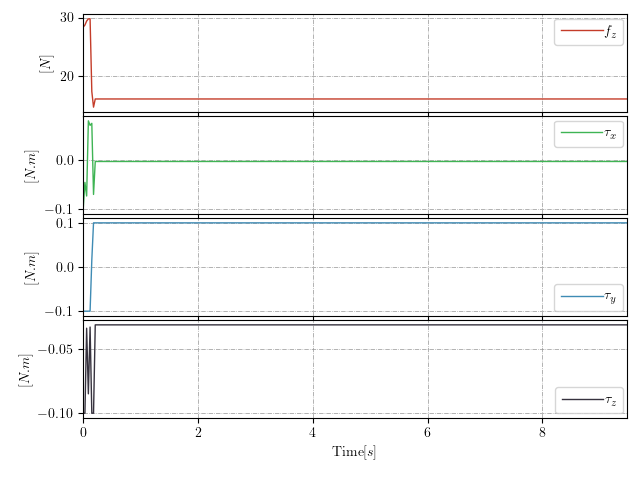 30
f_z
[N]
20
τ_x
0.0
[N.m]
−0.1
0.1
[N.m]
0.0
τ_y
−0.1
−0.05
[N.m]
τ_z
−0.10
0 2 4 6 8
Time[s]